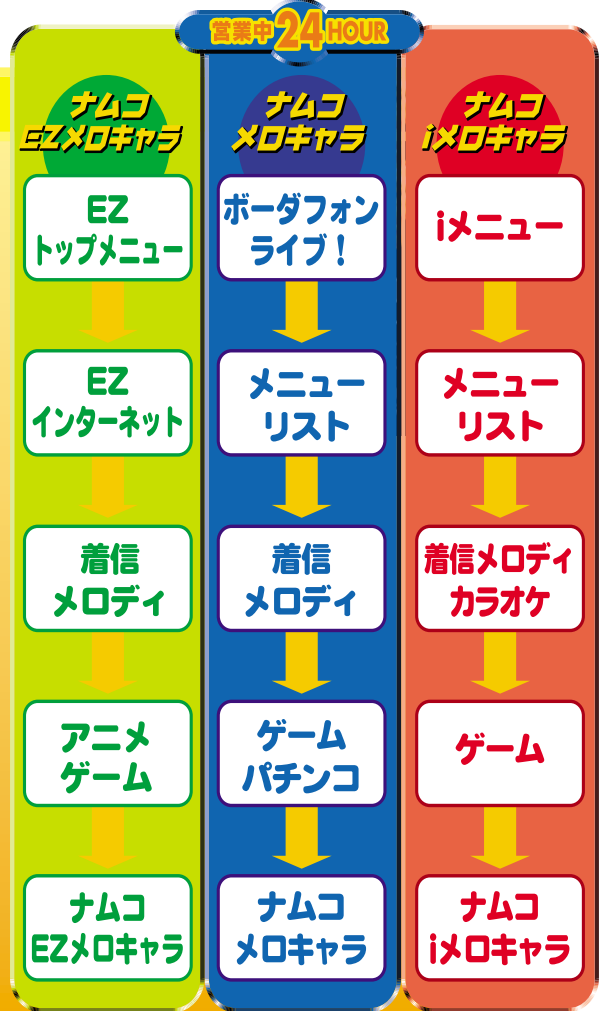 営業中24HOUR
ナムコ
EZメロキャラ
EZ
トップメニュー
EZ
インターネット
着信
メロディ
アニメ
ゲーム
ナムコ
EZメロキャラ
ナムコ
メロキャラ
ボーダフォン
ライブ！
メニュー
リスト
着信
メロディ
ゲーム
パチンコ
ナムコ
メロキャラ
ナムコ
iメロキャラ
iメニュー
メニュー
リスト
着信メロディ
カラオケ
ゲーム
ナムコ
iメロキャラ